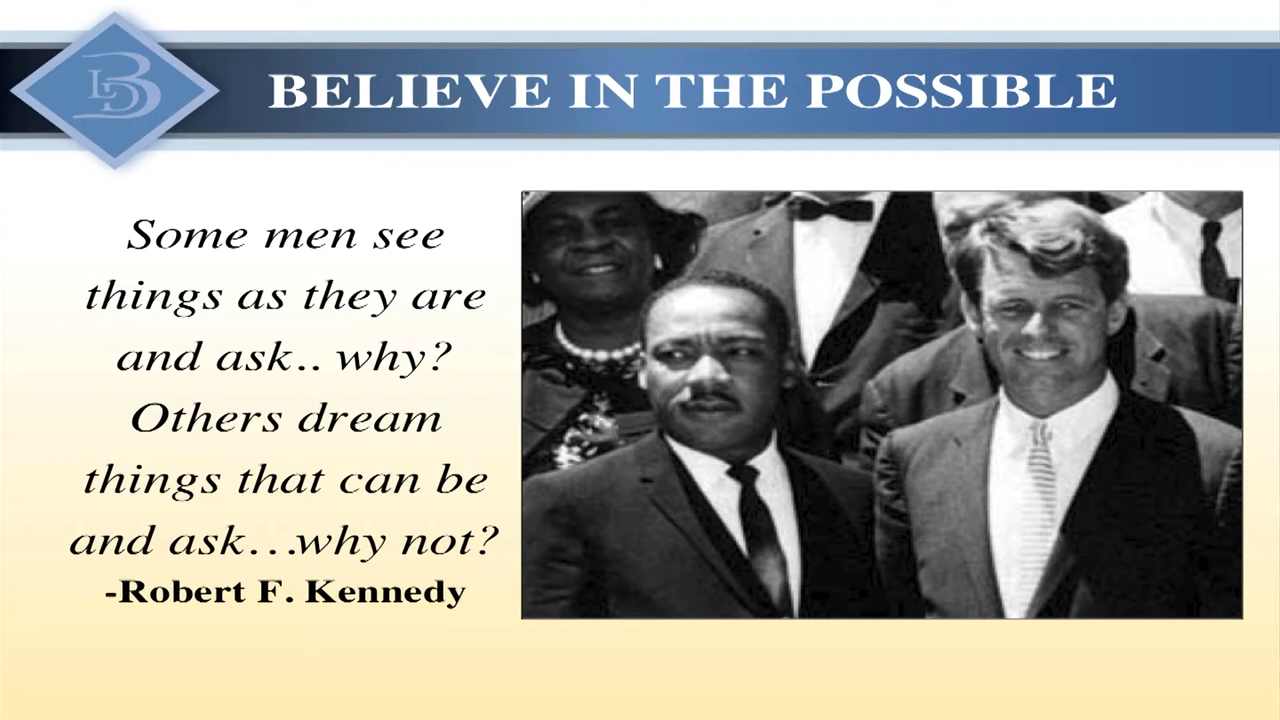 LB
BELIEVE IN THE POSSIBLE
Some men see
things as they are
and ask.. why?
Others dream
things that can be
and ask…why not?
-Robert F. Kennedy